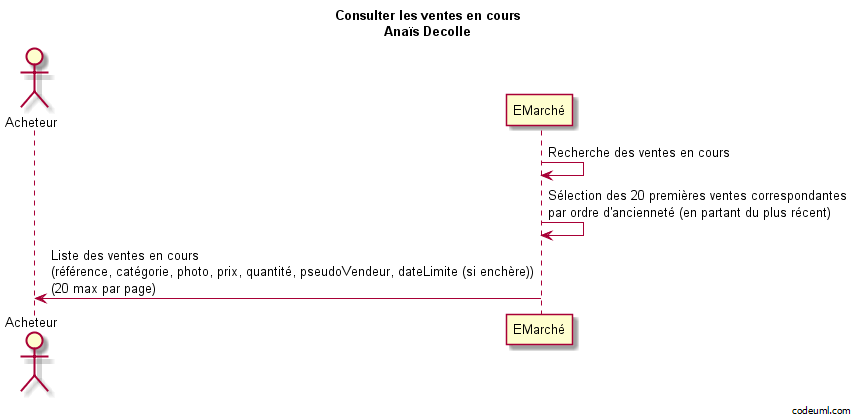 Consulter les ventes en cours
Anaïs Decolle
Acheteur
EMarché
Recherche des ventes en cours
Sélection des 20 premières ventes correspondantes
par ordre d'ancienneté (en partant du plus récent)
Liste des ventes en cours
(référence, catégorie, photo, prix, quantité, pseudoVendeur, dateLimite (si enchère))
(20 max par page)
Acheteur
EMarché
codeuml.com